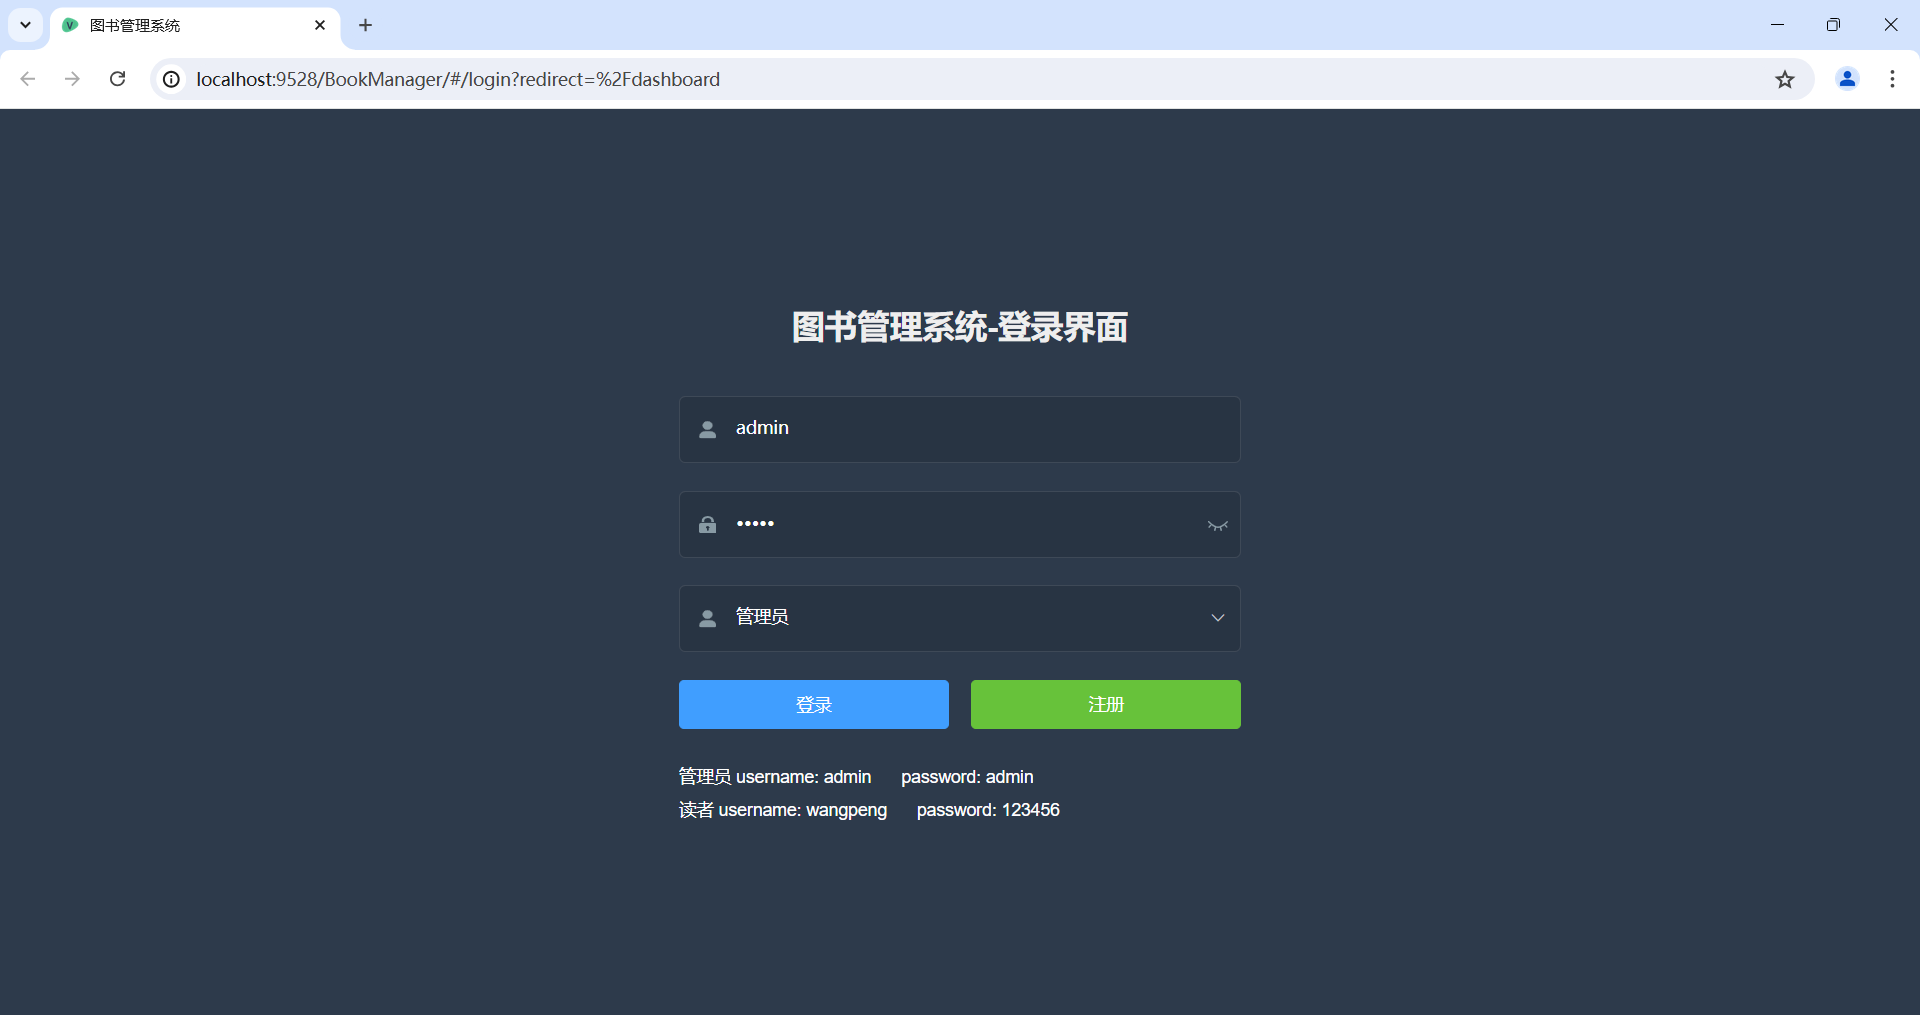 图书管理系统
localhost:9528/BookManager/#/login?redirect=%2Fdashboard
图书管理系统-登录界面
admin
•••••
管理员
登录 注册
管理员 username: admin password: admin
读者 username: wangpeng password: 123456